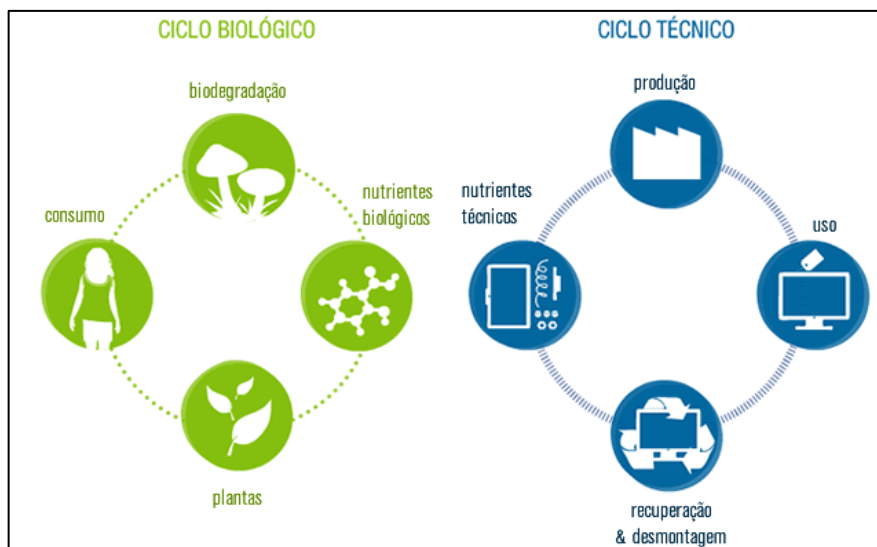 CICLO BIOLÓGICO
biodegradação
nutrientes
biológicos
consumo
plantas
CICLO TÉCNICO
produção
nutrientes
técnicos
uso
recuperação
& desmontagem